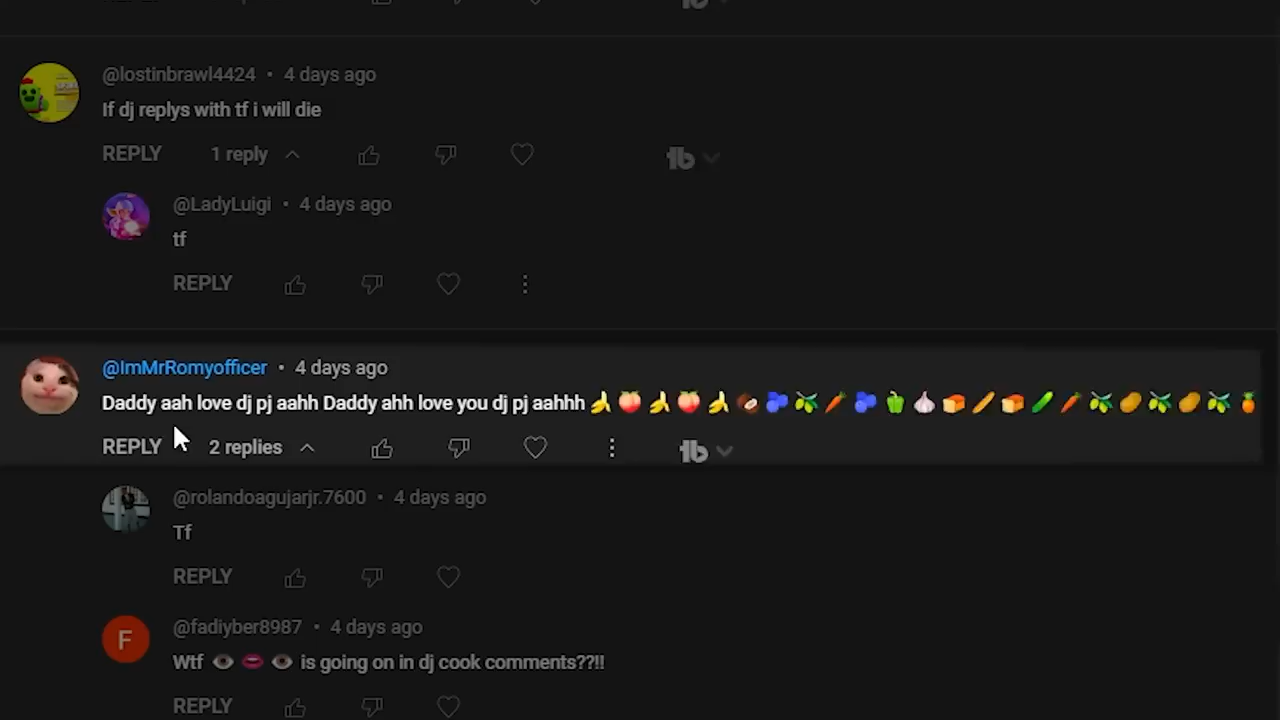 @lostinbrawl4424 • 4 days ago
If dj replys with tf i will die
REPLY 1 reply
@LadyLuigi • 4 days ago
tf
REPLY
@ImMrRomyofficer • 4 days ago
Daddy aah love dj pj aahh Daddy ahh love you dj pj aahhh 🍌🍑🍌🍑🍌🌰🫐🫒🥕🫐🫑🧄🍞🥖🍞🥒🥕🫒🥭🫒🥭🫒🍍
REPLY 2 replies
@rolandoagujarjr.7600 • 4 days ago
Tf
REPLY
F
@fadiyber8987 • 4 days ago
Wtf 👁️👄👁️ is going on in dj cook comments??!!
REPLY